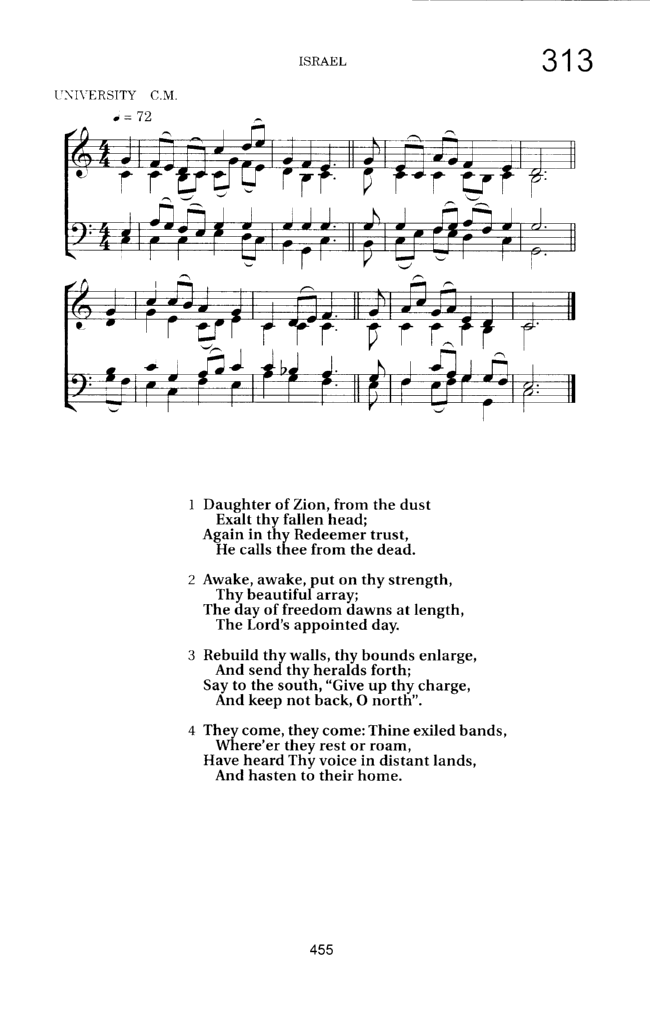 ISRAEL
313
UNIVERSITY C.M.
♩ = 72
1 Daughter of Zion, from the dust
Exalt thy fallen head;
Again in thy Redeemer trust,
He calls thee from the dead.
2 Awake, awake, put on thy strength,
Thy beautiful array;
The day of freedom dawns at length,
The Lord's appointed day.
3 Rebuild thy walls, thy bounds enlarge,
And send thy heralds forth;
Say to the south, “Give up thy charge,
And keep not back, O north”.
4 They come, they come: Thine exiled bands,
Where'er they rest or roam,
Have heard Thy voice in distant lands,
And hasten to their home.
455